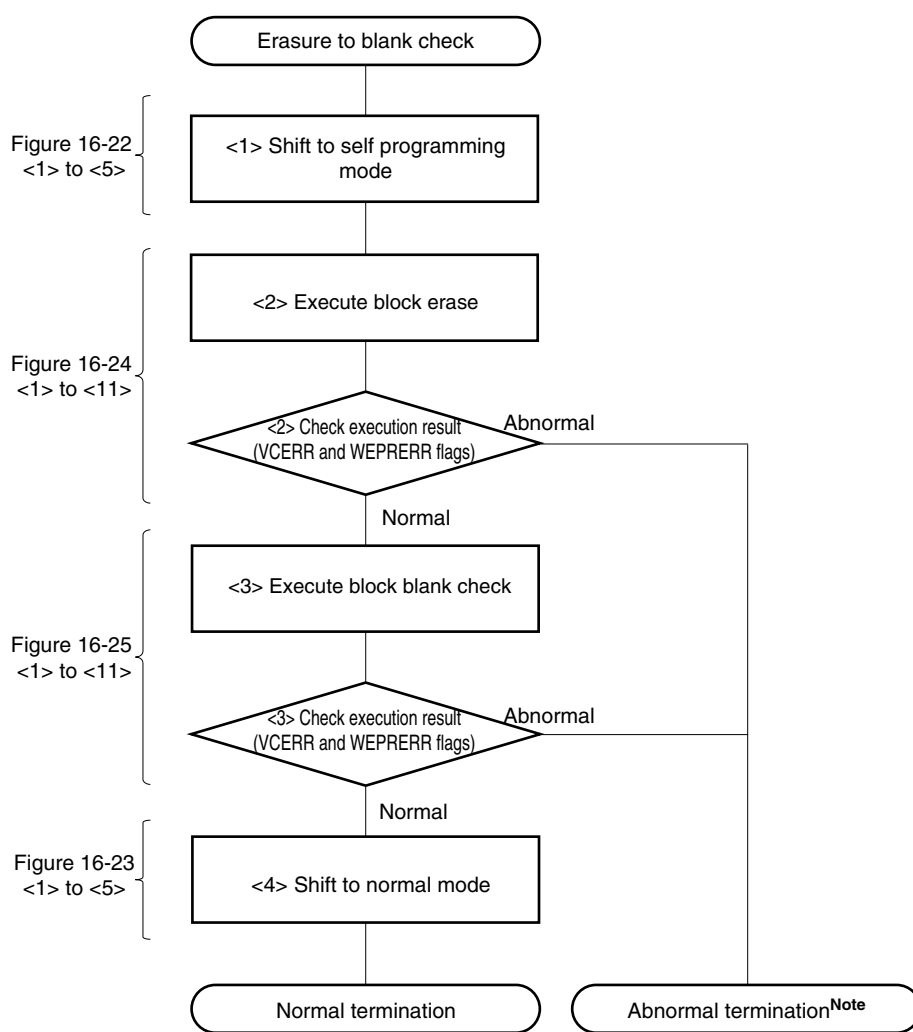 Erasure to blank check
Figure 16-22
<1> to <5>
<1> Shift to self programming
mode
<2> Execute block erase
Figure 16-24
<1> to <11>
<2> Check execution result
(VCERR and WEPRERR flags)
Abnormal
Normal
<3> Execute block blank check
Figure 16-25
<1> to <11>
<3> Check execution result
(VCERR and WEPRERR flags)
Abnormal
Normal
Figure 16-23
<1> to <5>
<4> Shift to normal mode
Normal termination
Abnormal terminationNote